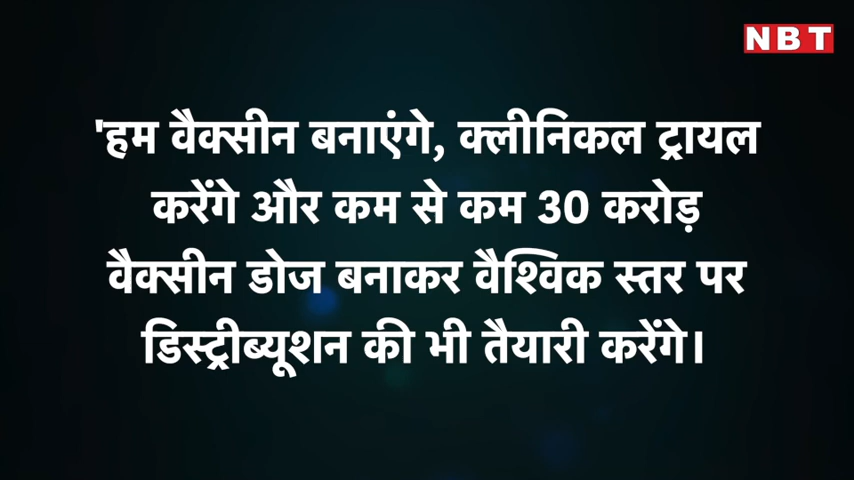 NBT
'हम वैक्सीन बनाएंगे, क्लीनिकल ट्रायल
करेंगे और कम से कम 30 करोड़
वैक्सीन डोज बनाकर वैश्विक स्तर पर
डिस्ट्रीब्यूशन की भी तैयारी करेंगे।